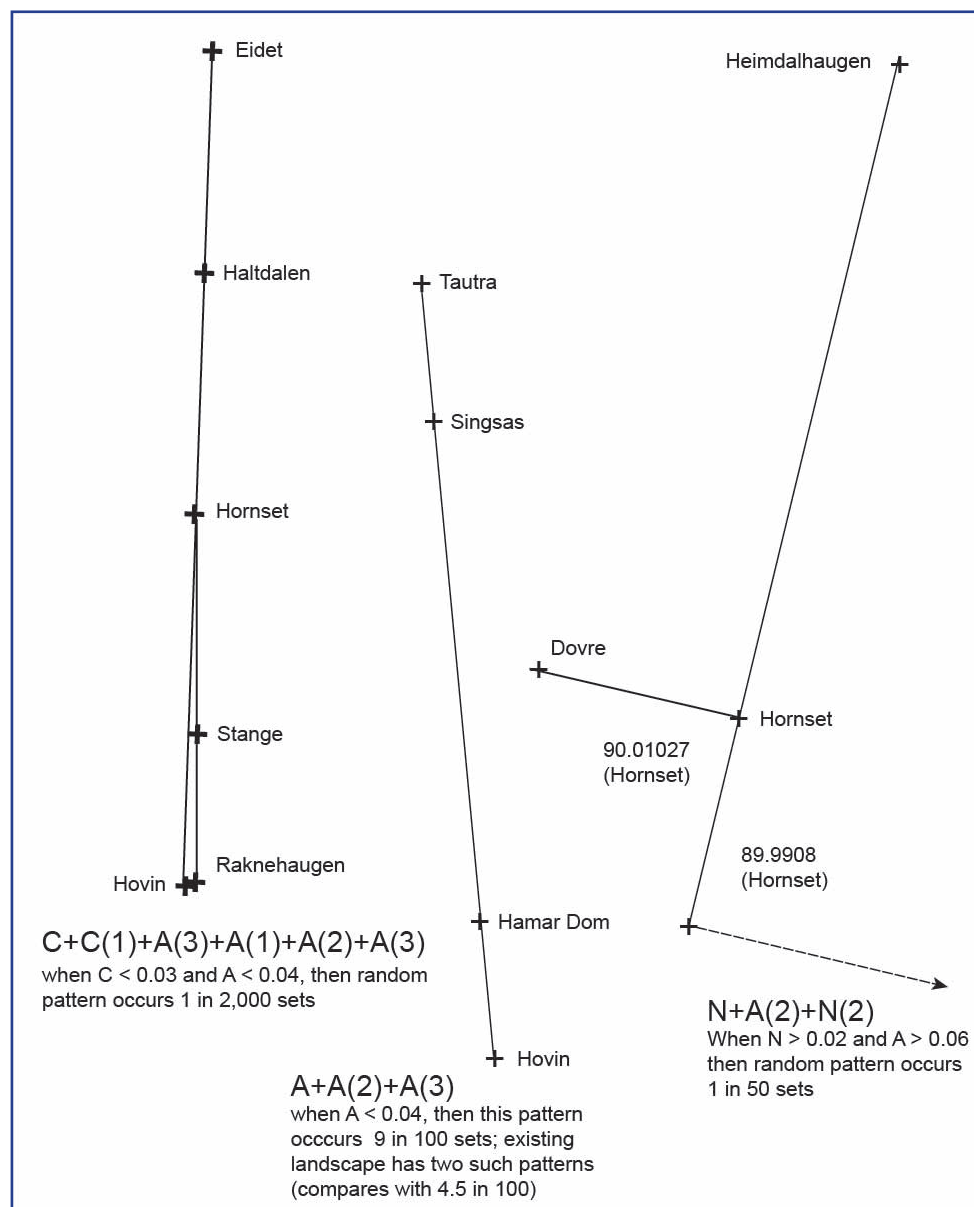 Eidet
Haltdalen
Hornset
Stange
Raknehaugen
Hovin
C+C(1)+A(3)+A(1)+A(2)+A(3)
when C < 0.03 and A < 0.04, then random
pattern occurs 1 in 2,000 sets
Tautra
Singsas
Hamar Dom
Hovin
A+A(2)+A(3)
when A < 0.04, then this pattern
occcurs 9 in 100 sets; existing
landscape has two such patterns
(compares with 4.5 in 100)
Heimdalhaugen
Dovre
Hornset
90.01027
(Hornset)
89.9908
(Hornset)
N+A(2)+N(2)
When N > 0.02 and A > 0.06
then random pattern occurs
1 in 50 sets